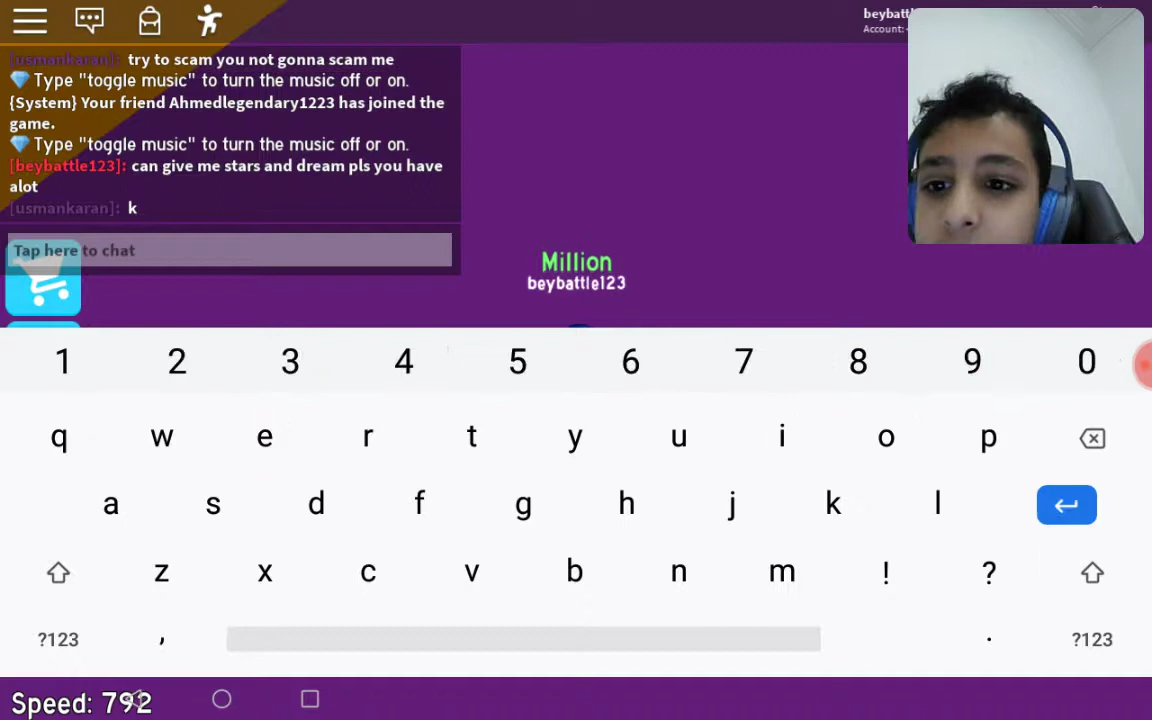 beybattl
Account:
[usmankaran]: try to scam you not gonna scam me
Type "toggle music" to turn the music off or on.
{System} Your friend Ahmedlegendary1223 has joined the
game.
Type "toggle music" to turn the music off or on.
[beybattle123]: can give me stars and dream pls you have
alot
[usmankaran]: k
Tap here to chat
Million
beybattle123
1 2 3 4 5 6 7 8 9 0
q w e r t y u i o p
a s d f g h j k l
z x c v b n m ! ?
?123 , . ?123
Speed: 792